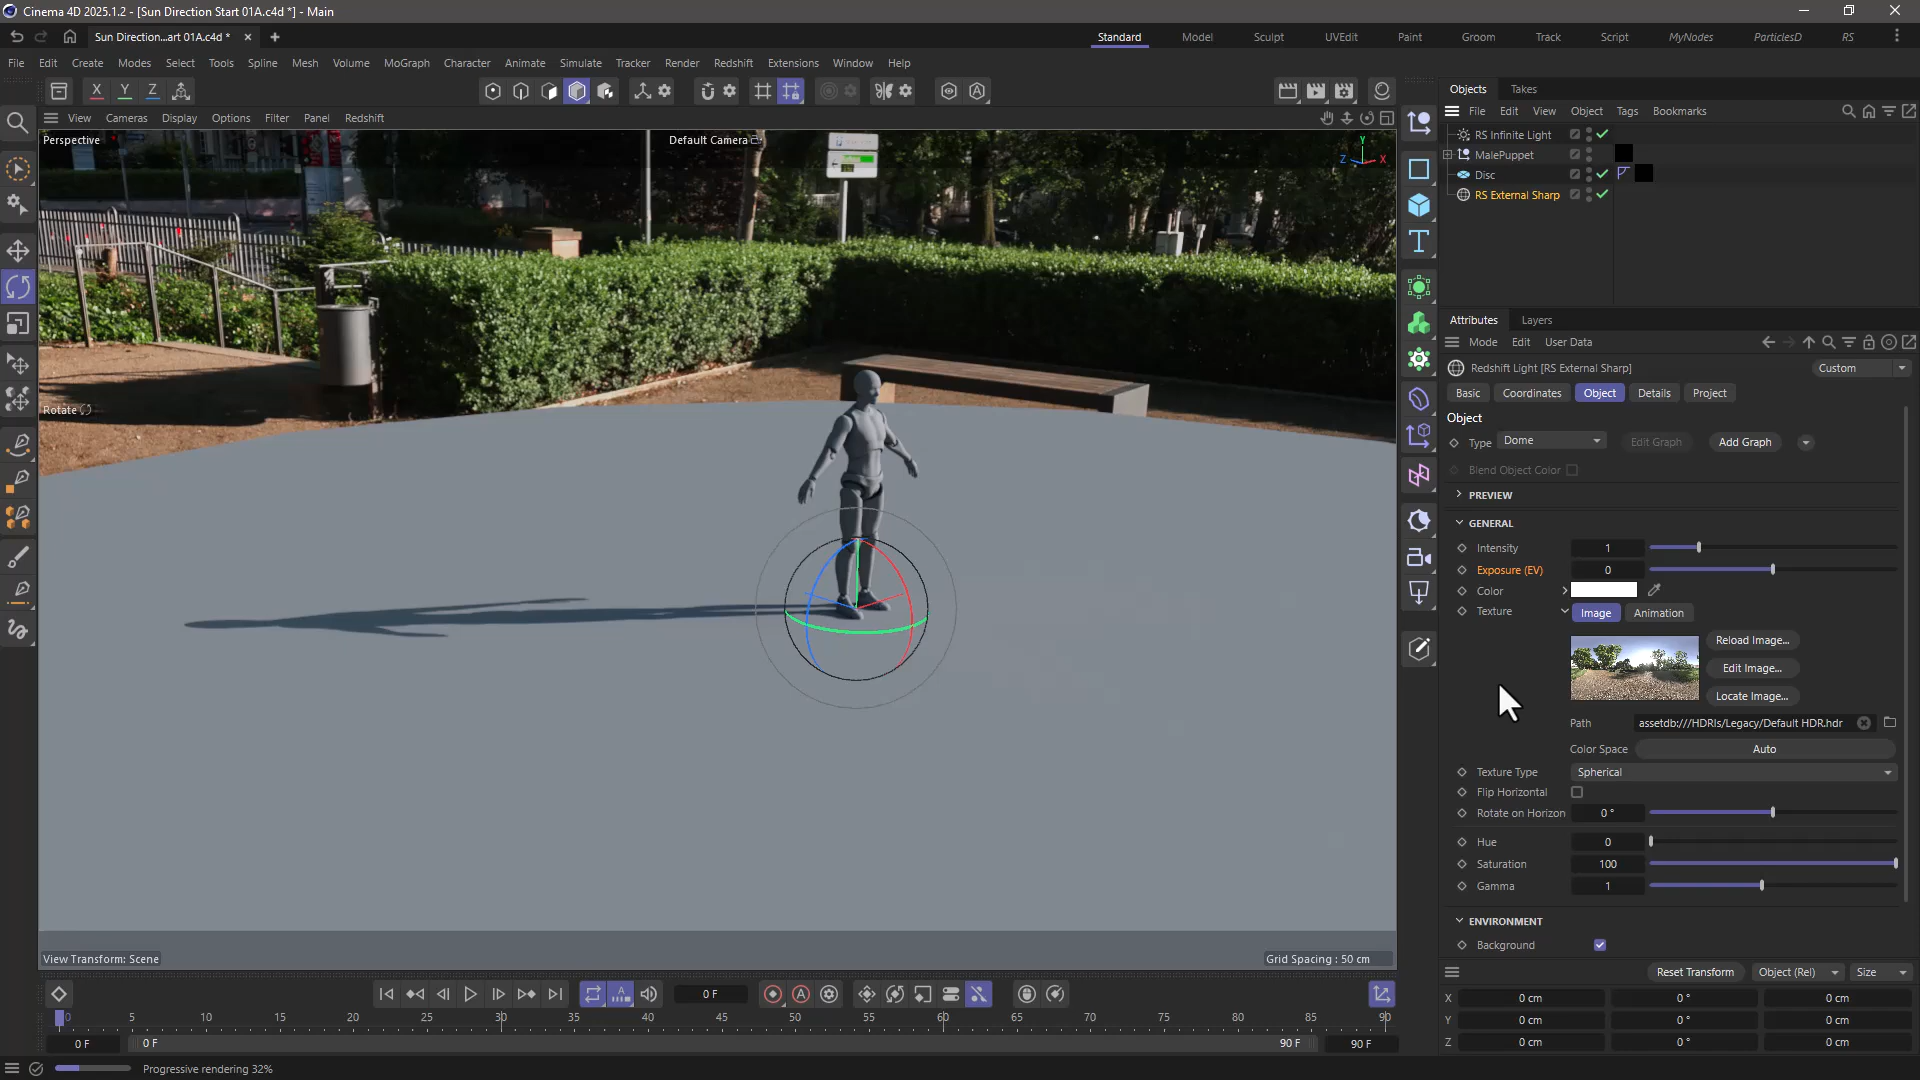 Cinema 4D 2025.1.2 - [Sun Direction Start 01A.c4d *] - Main
Sun Direction...art 01A.c4d *
Standard Model Sculpt UVEdit Paint Groom Track Script MyNodes ParticlesD RS
File Edit Create Modes Select Tools Spline Mesh Volume MoGraph Character Animate Simulate Tracker Render Redshift Extensions Window Help
X Y Z
View Cameras Display Options Filter Panel Redshift
Perspective
Default Camera
Y
Z X
Rotate
View Transform: Scene
Grid Spacing : 50 cm
Objects Takes
File Edit View Object Tags Bookmarks
RS Infinite Light
MalePuppet
Disc
RS External Sharp
Attributes Layers
Mode Edit User Data
Redshift Light [RS External Sharp]
Custom
Basic Coordinates Object Details Project
Object
Type Dome Edit Graph Add Graph
Blend Object Color
PREVIEW
GENERAL
Intensity 1
Exposure (EV) 0
Color
Texture Image Animation
Reload Image...
Edit Image...
Locate Image...
Path assetdb:///HDRIs/Legacy/Default HDR.hdr
Color Space Auto
Texture Type Spherical
Flip Horizontal
Rotate on Horizon 0 °
Hue 0
Saturation 100
Gamma 1
ENVIRONMENT
Background
Reset Transform Object (Rel) Size
X 0 cm 0 ° 0 cm
Y 0 cm 0 ° 0 cm
Z 0 cm 0 ° 0 cm
0 F
0 5 10 15 20 25 30 35 40 45 50 55 60 65 70 75 80 85 90
0 F 0 F 90 F 90 F
Progressive rendering 32%